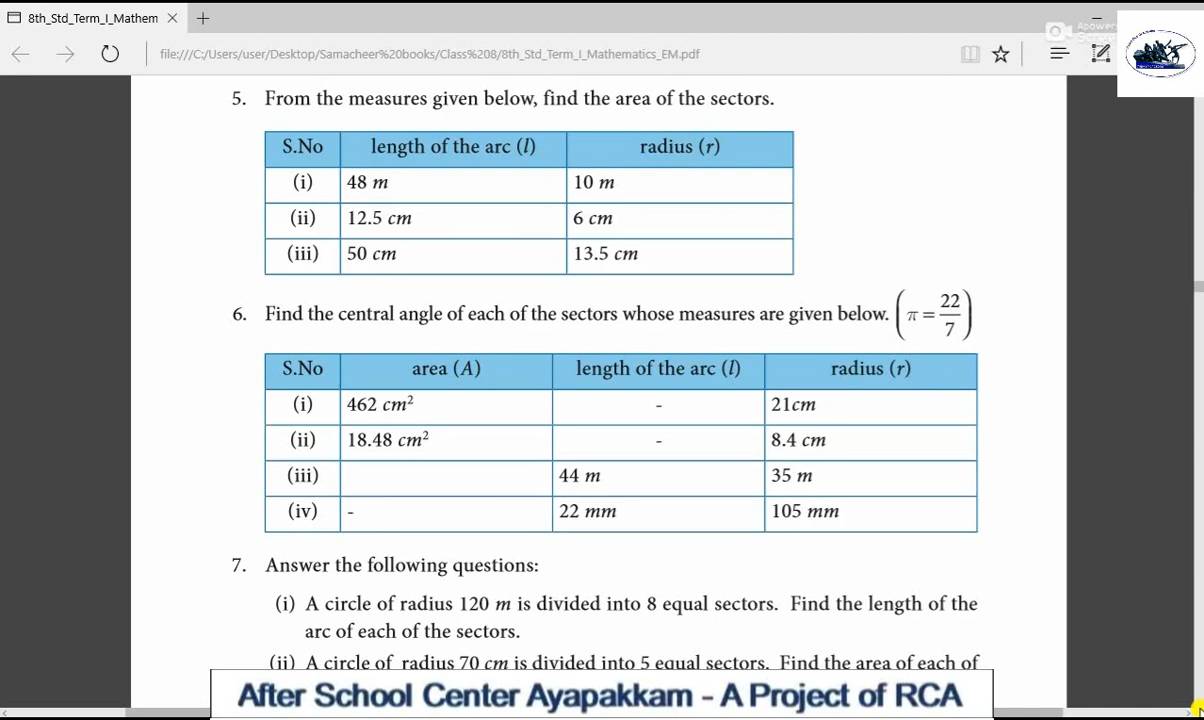 8th_Std_Term_I_Mathem
file:///C:/Users/user/Desktop/Samacheer%20books/Class%208/8th_Std_Term_I_Mathematics_EM.pdf
5. From the measures given below, find the area of the sectors.
S.No length of the arc (l) radius (r)
(i) 48 m 10 m
(ii) 12.5 cm 6 cm
(iii) 50 cm 13.5 cm
6. Find the central angle of each of the sectors whose measures are given below. (π = 22/7)
S.No area (A) length of the arc (l) radius (r)
(i) 462 cm² - 21cm
(ii) 18.48 cm² - 8.4 cm
(iii) 44 m 35 m
(iv) - 22 mm 105 mm
7. Answer the following questions:
(i) A circle of radius 120 m is divided into 8 equal sectors. Find the length of the
arc of each of the sectors.
(ii) A circle of radius 70 cm is divided into 5 equal sectors. Find the area of each of
After School Center Ayapakkam - A Project of RCA